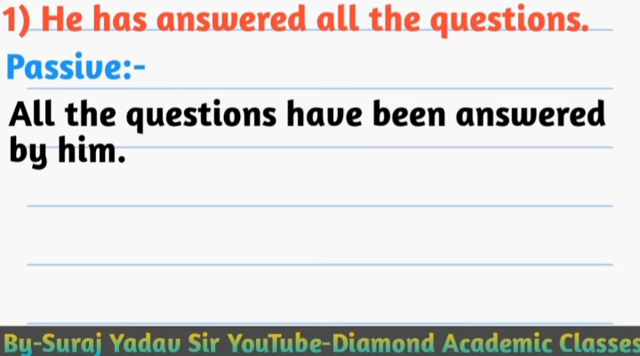 1) He has answered all the questions.
Passive:-
All the questions have been answered
by him.
By-Suraj Yadav Sir YouTube-Diamond Academic Classes